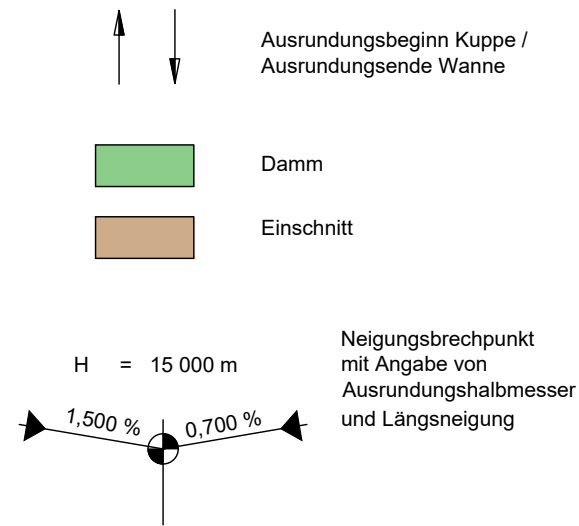 Ausrundungsbeginn Kuppe /
Ausrundungsende Wanne
Damm
Einschnitt
H = 15 000 m
1,500 %
0,700 %
Neigungsbrechpunkt
mit Angabe von
Ausrundungshalbmesser
und Längsneigung